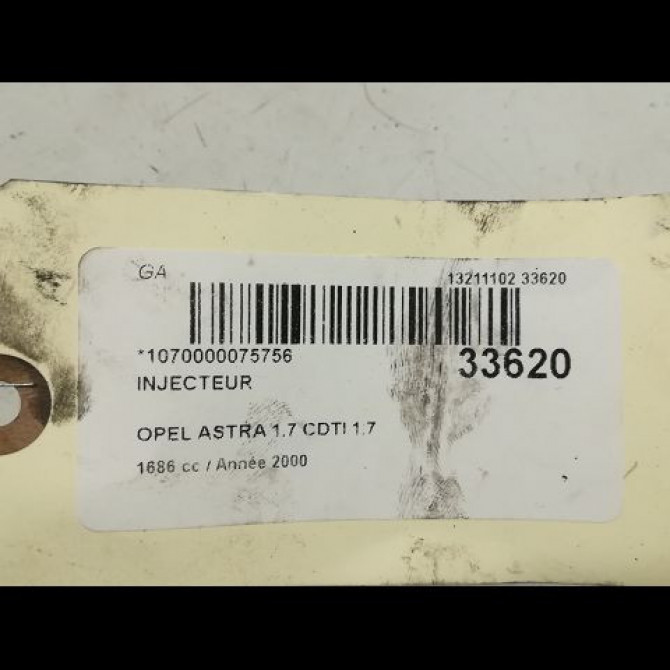 GA
13211102 33620
*1070000075756
33620
INJECTEUR
OPEL ASTRA 1.7 CDTI 1.7
1686 cc / Année 2000